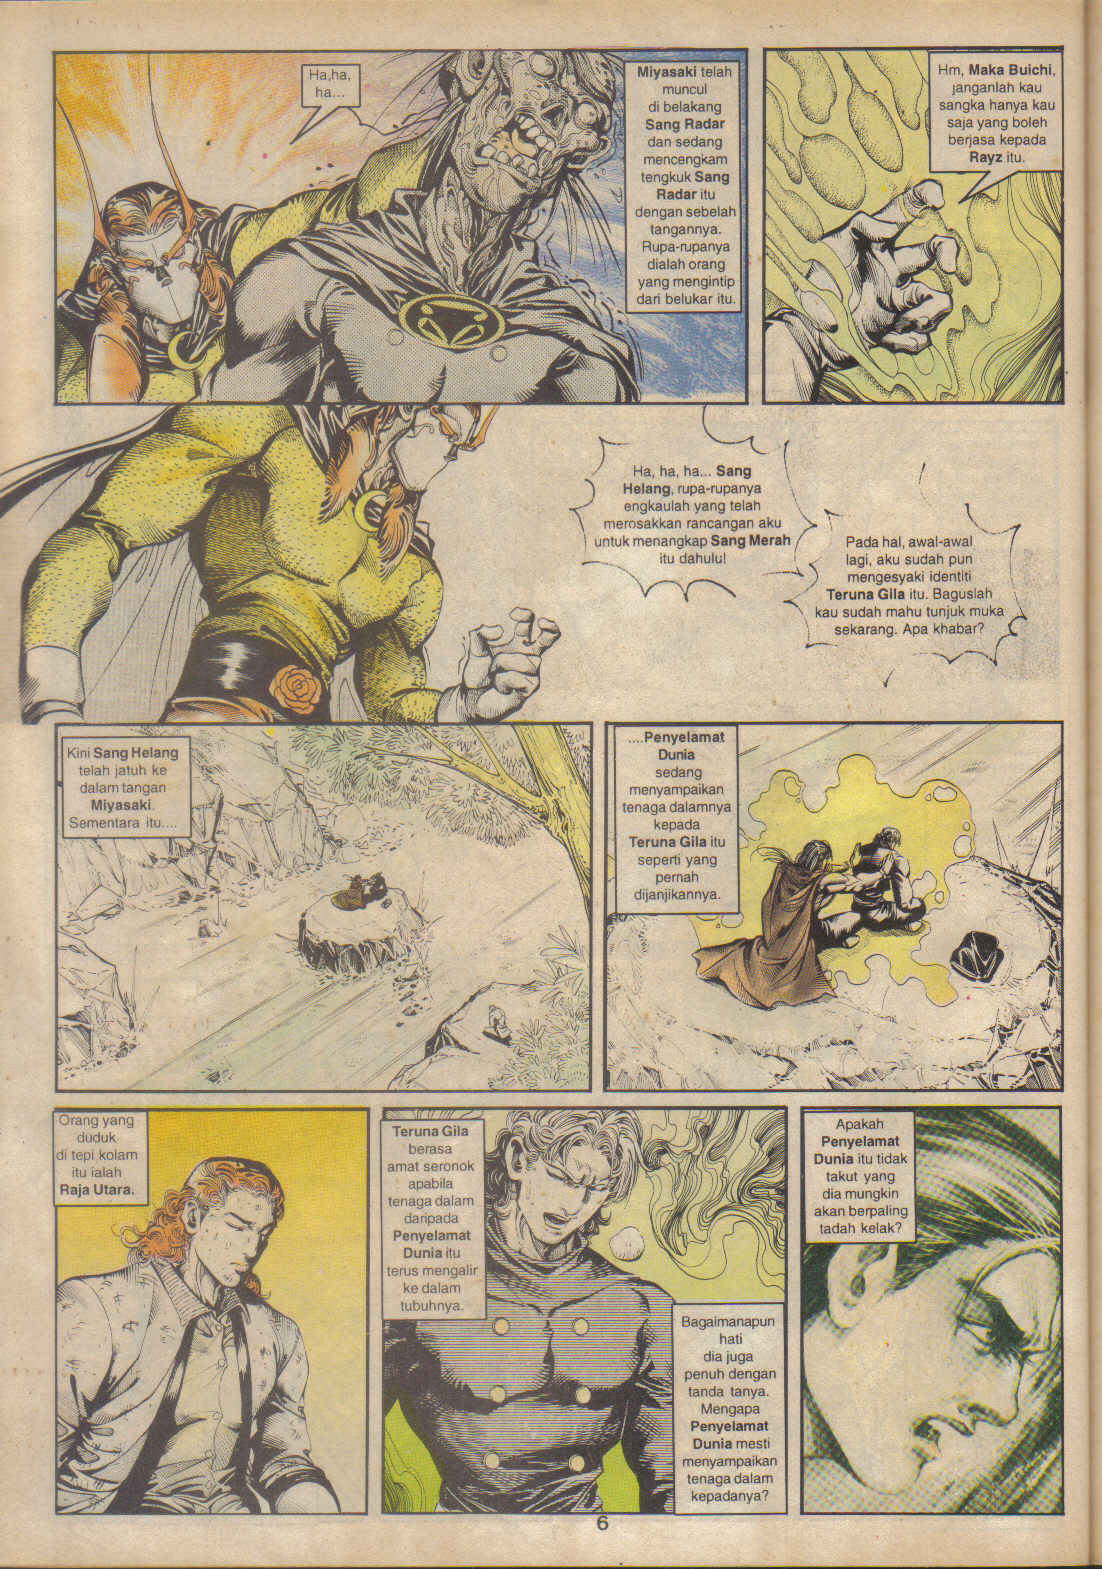 Ha,ha,
ha...
Miyasaki telah
muncul
di belakang
Sang Radar
dan sedang
mencengkam
tengkuk Sang
Radar itu
dengan sebelah
tangannya.
Rupa-rupanya
dialah orang
yang mengintip
dari belukar itu.
Hm, Maka Buichi,
janganlah kau
sangka hanya kau
saja yang boleh
berjasa kepada
Rayz itu.
Ha, ha, ha... Sang
Helang, rupa-rupanya
engkaulah yang telah
merosakkan rancangan aku
untuk menangkap Sang Merah
itu dahulu!
Pada hal, awal-awal
lagi, aku sudah pun
mengesyaki identiti
Teruna Gila itu. Baguslah
kau sudah mahu tunjuk muka
sekarang. Apa khabar?
Kini Sang Helang
telah jatuh ke
dalam tangan
Miyasaki.
Sementara itu....
....Penyelamat
Dunia
sedang
menyampaikan
tenaga dalamnya
kepada
Teruna Gila itu
seperti yang
pernah
dijanjikannya.
Orang yang
duduk
di tepi kolam
itu ialah
Raja Utara.
Teruna Gila
berasa
amat seronok
apabila
tenaga dalam
daripada
Penyelamat
Dunia itu
terus mengalir
ke dalam
tubuhnya.
Bagaimanapun
hati
dia juga
penuh dengan
tanda tanya.
Mengapa
Penyelamat
Dunia mesti
menyampaikan
tenaga dalam
kepadanya?
Apakah
Penyelamat
Dunia itu tidak
takut yang
dia mungkin
akan berpaling
tadah kelak?
6